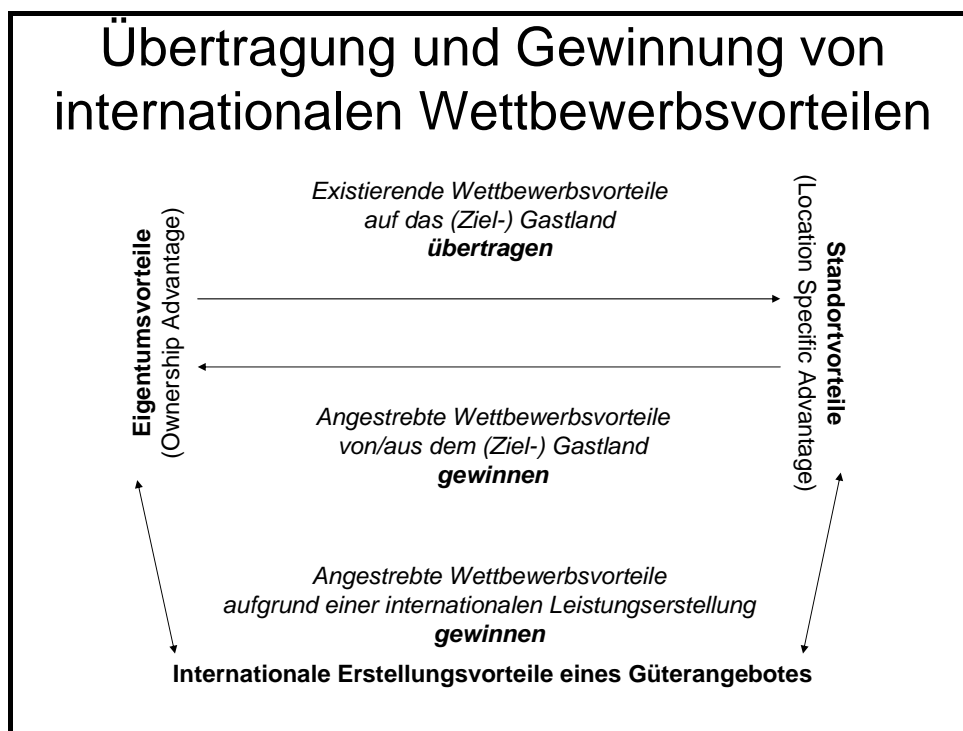 Übertragung und Gewinnung von
internationalen Wettbewerbsvorteilen
Existierende Wettbewerbsvorteile
auf das (Ziel-) Gastland
übertragen
Eigentumsvorteile
(Ownership Advantage)
Standortvorteile
(Location Specific Advantage)
Angestrebte Wettbewerbsvorteile
von/aus dem (Ziel-) Gastland
gewinnen
Angestrebte Wettbewerbsvorteile
aufgrund einer internationalen Leistungserstellung
gewinnen
Internationale Erstellungsvorteile eines Güterangebotes